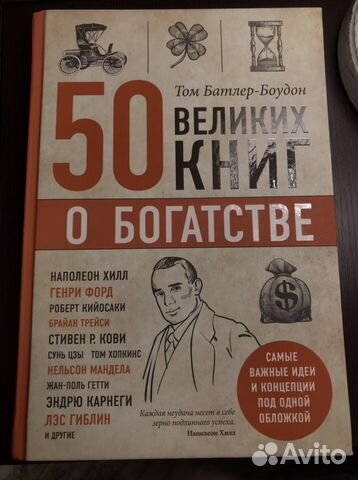 Том Батлер-Боудон
50
ВЕЛИКИХ
КНИГ
О БОГАТСТВЕ
НАПОЛЕОН ХИЛЛ
ГЕНРИ ФОРД
РОБЕРТ КИЙОСАКИ
БРАЙАН ТРЕЙСИ
СТИВЕН Р. КОВИ
СУНЬ ЦЗЫ ТОМ ХОПКИНС
НЕЛЬСОН МАНДЕЛА
ЖАН-ПОЛЬ ГЕТТИ
ЭНДРЮ КАРНЕГИ
ЛЭС ГИБЛИН
И ДРУГИЕ
$
САМЫЕ
ВАЖНЫЕ ИДЕИ
И КОНЦЕПЦИИ
ПОД ОДНОЙ
ОБЛОЖКОЙ
Каждая неудача несет в себе
зерно подлинного успеха.
Наполеон Хилл
Avito